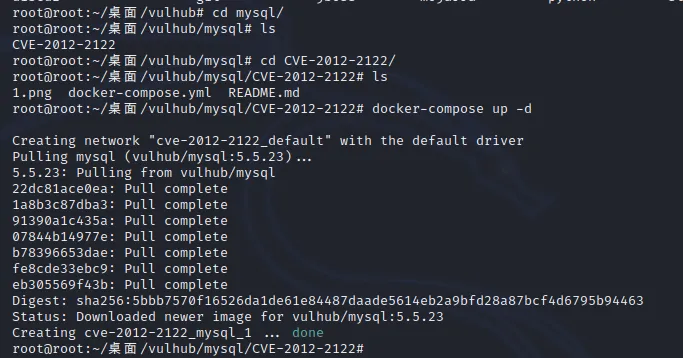 root@root:~/桌面/vulhub# cd mysql/
root@root:~/桌面/vulhub/mysql# ls
CVE-2012-2122
root@root:~/桌面/vulhub/mysql# cd CVE-2012-2122/
root@root:~/桌面/vulhub/mysql/CVE-2012-2122# ls
1.png  docker-compose.yml  README.md
root@root:~/桌面/vulhub/mysql/CVE-2012-2122# docker-compose up -d
Creating network "cve-2012-2122_default" with the default driver
Pulling mysql (vulhub/mysql:5.5.23)...
5.5.23: Pulling from vulhub/mysql
22dc81ace0ea: Pull complete
1a8b3c87dba3: Pull complete
91390a1c435a: Pull complete
07844b14977e: Pull complete
b78396653dae: Pull complete
fe8cde33ebc9: Pull complete
eb305569f43b: Pull complete
Digest: sha256:5bbb7570f16526da1de61e84487daade5614eb2a9bfd28a87bcf4d6795b94463
Status: Downloaded newer image for vulhub/mysql:5.5.23
Creating cve-2012-2122_mysql_1 ... done
root@root:~/桌面/vulhub/mysql/CVE-2012-2122#